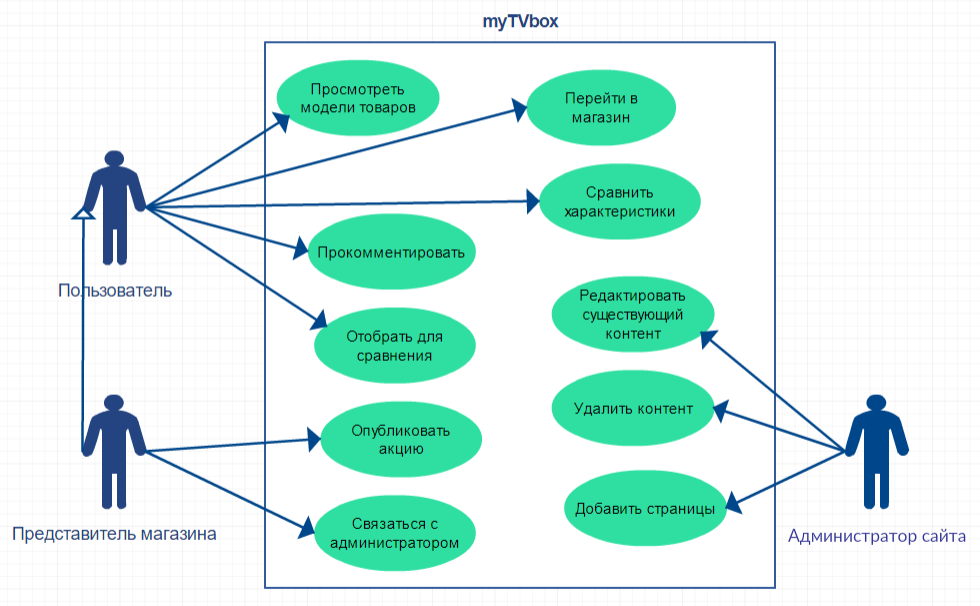 myTVbox
Просмотреть
модели товаров
Перейти в
магазин
Сравнить
характеристики
Прокомментировать
Пользователь
Редактировать
существующий
контент
Отобрать для
сравнения
Удалить контент
Опубликовать
акцию
Добавить страницы
Связаться с
администратором
Представитель магазина
Администратор сайта